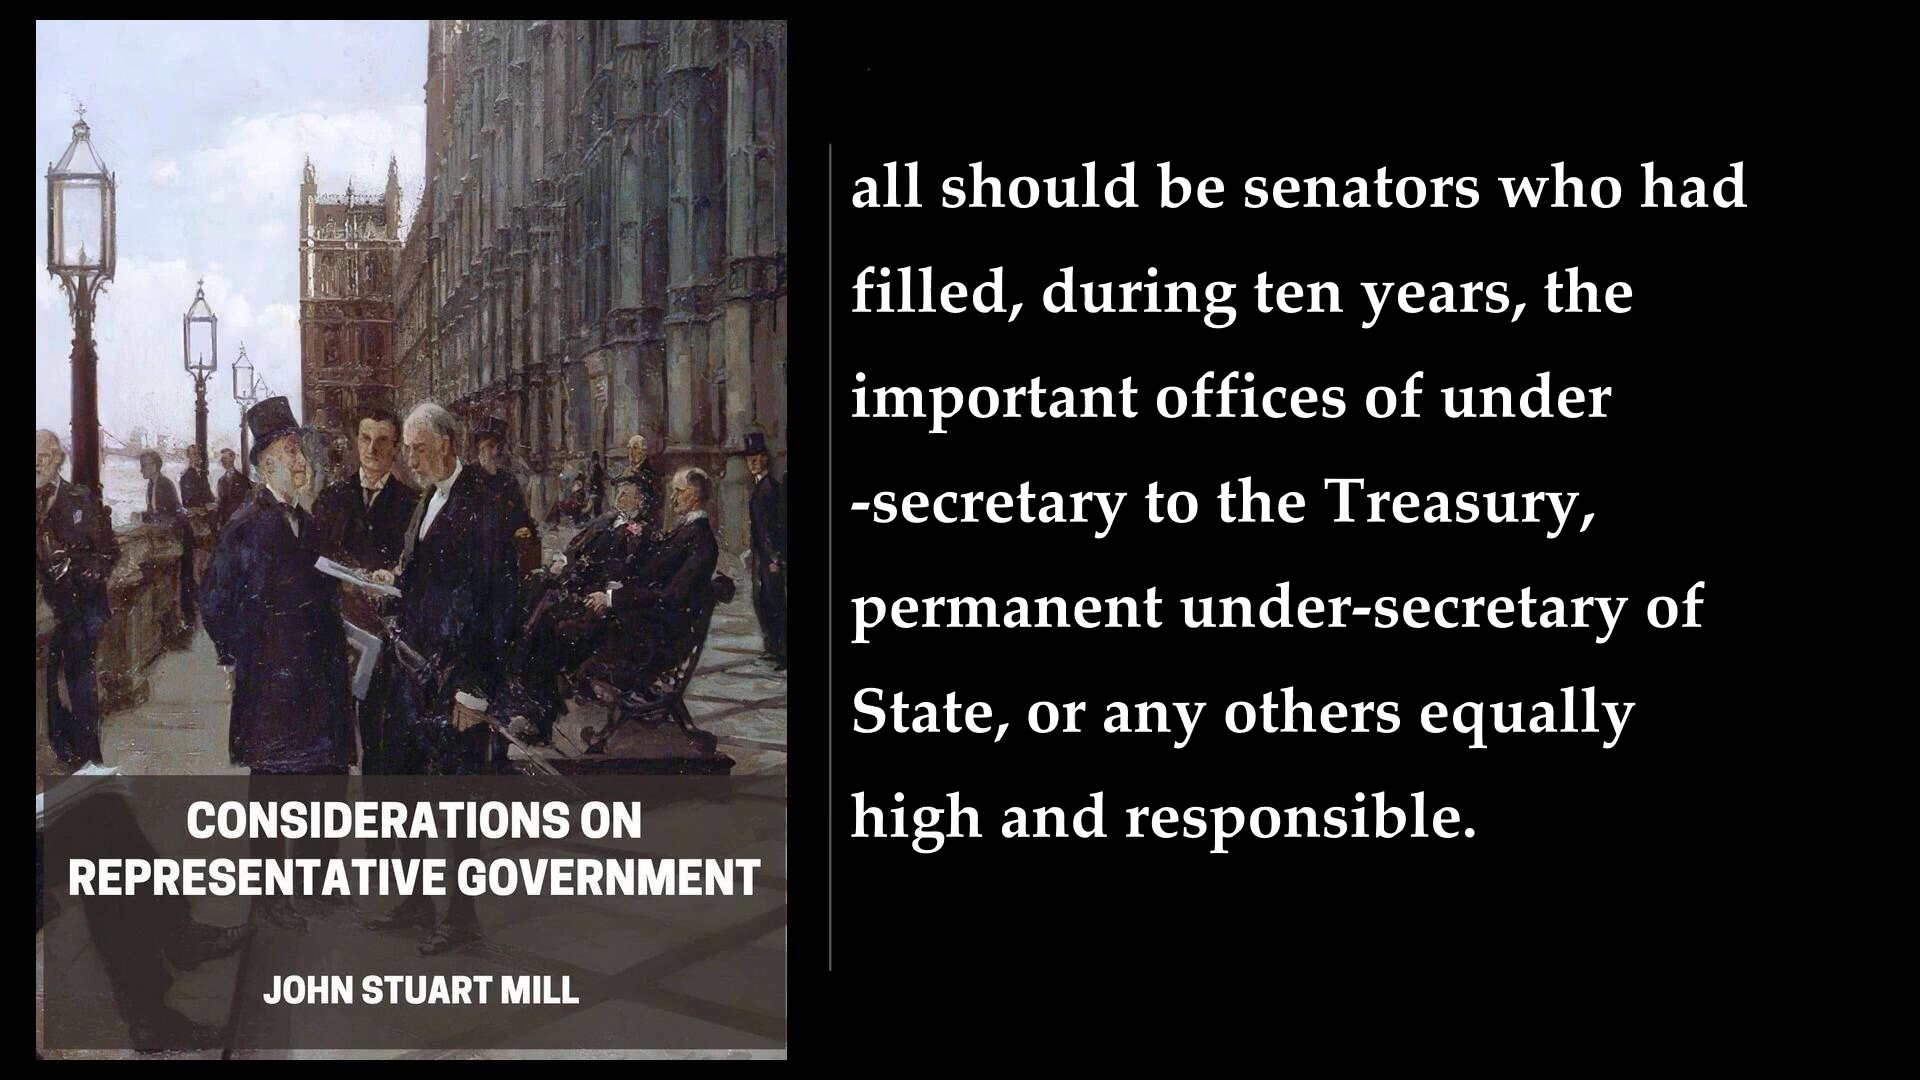 all should be senators who had
filled, during ten years, the
important offices of under
-secretary to the Treasury,
permanent under-secretary of
State, or any others equally
high and responsible.
CONSIDERATIONS ON
REPRESENTATIVE GOVERNMENT
JOHN STUART MILL